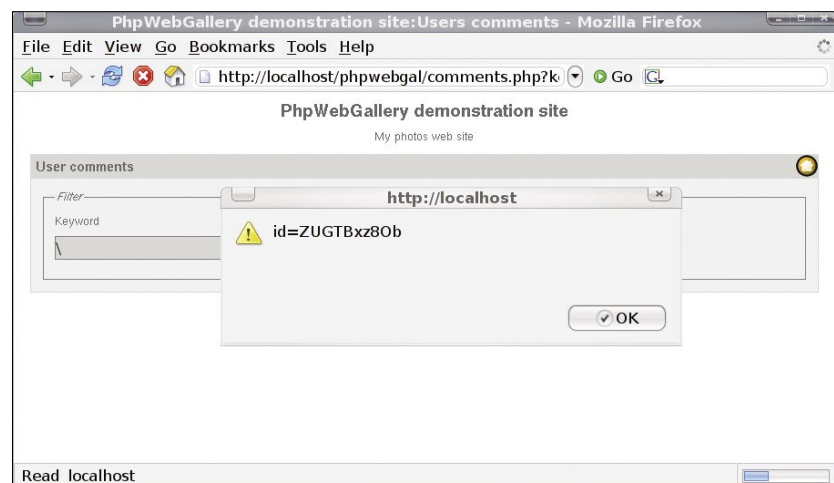 PhpWebGallery demonstration site:Users comments - Mozilla Firefox
File Edit View Go Bookmarks Tools Help
http://localhost/phpwebgal/comments.php?k Go G
PhpWebGallery demonstration site
My photos web site
User comments
Filter
Keyword
\
http://localhost
id=ZUGTBxz8Ob
OK
Read localhost